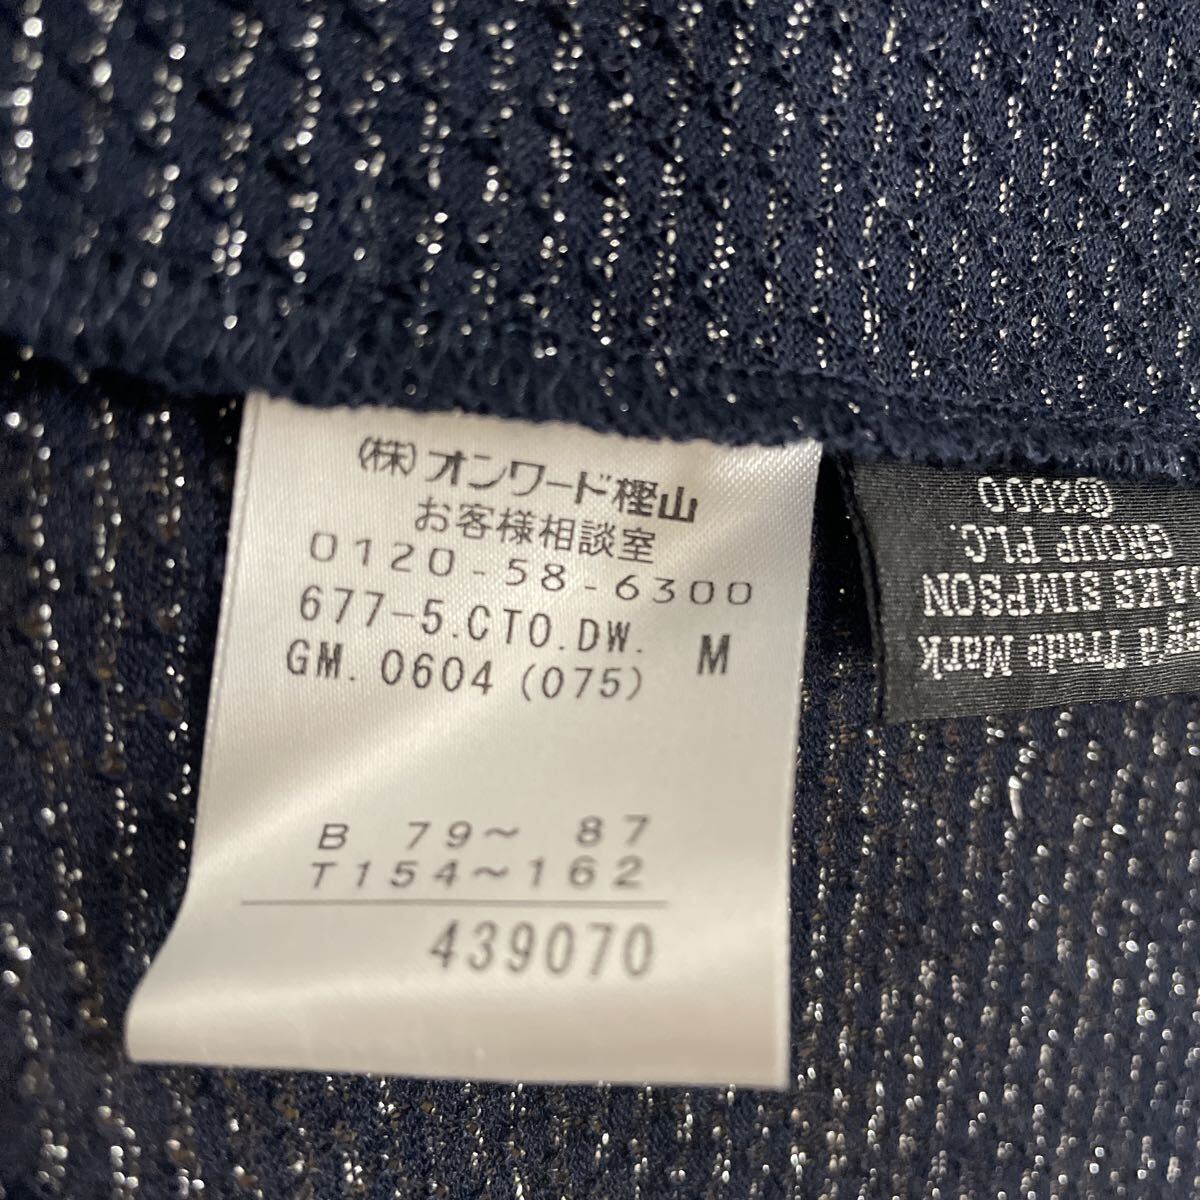 (株)オンワード樫山
お客様相談室
0120-58-6300
677-5.CTO.DW. M
GM. 0604 (075)
B 79~ 87
T154~162
439070
Trade Mark
SIMPSON
GROUP PLC.
©2000